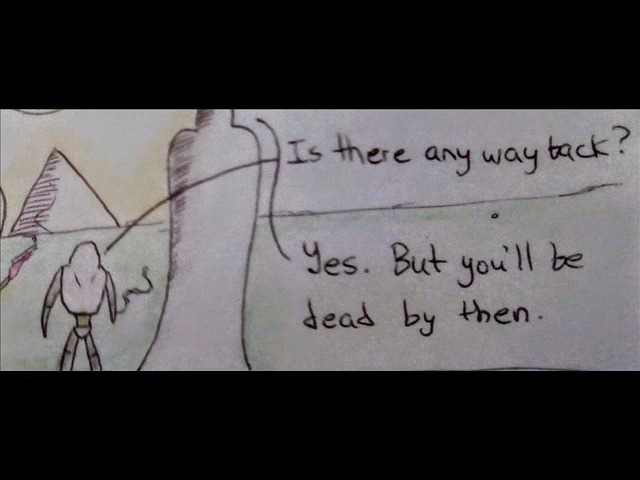 Is there any way back?
Yes. But you'll be
dead by then.